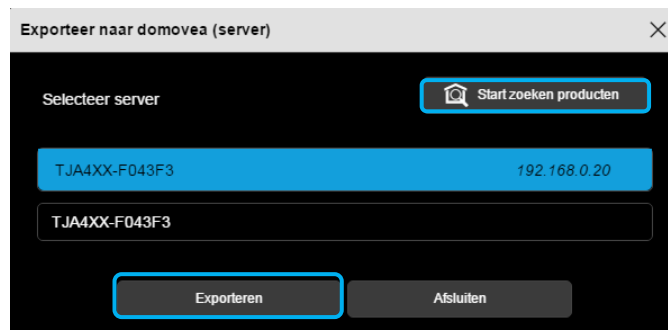 Exporteer naar domovea (server)
Selecteer server
Start zoeken producten
TJA4XX-F043F3 192.168.0.20
TJA4XX-F043F3
Exporteren
Afsluiten